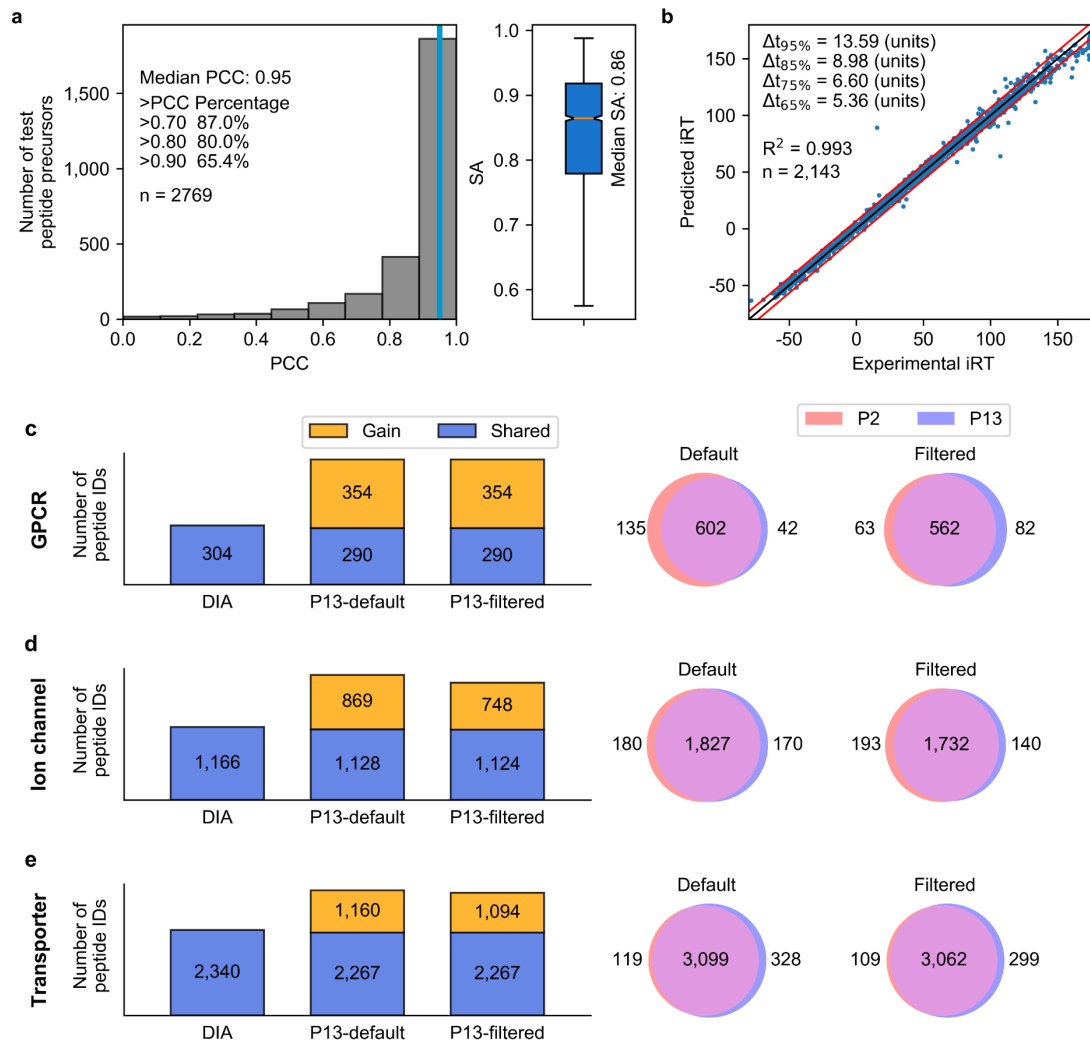 a
Number of test
peptide precursors
1,500
1,000
500
0
Median PCC: 0.95
>PCC Percentage
>0.70 87.0%
>0.80 80.0%
>0.90 65.4%
n = 2769
0.0 0.2 0.4 0.6 0.8 1.0
PCC
SA
1.0
0.9
0.8
0.7
0.6
Median SA: 0.86
b
Predicted iRT
150
100
50
0
-50
Δt95% = 13.59 (units)
Δt85% = 8.98 (units)
Δt75% = 6.60 (units)
Δt65% = 5.36 (units)
R² = 0.993
n = 2,143
-50 0 50 100 150
Experimental iRT
c
Gain Shared
GPCR
Number of
peptide IDs
354 354
304 290 290
DIA P13-default P13-filtered
P2 P13
Default Filtered
135 602 42 63 562 82
d
Ion channel
Number of
peptide IDs
869 748
1,166 1,128 1,124
DIA P13-default P13-filtered
Default Filtered
180 1,827 170 193 1,732 140
e
Transporter
Number of
peptide IDs
1,160 1,094
2,340 2,267 2,267
DIA P13-default P13-filtered
Default Filtered
119 3,099 328 109 3,062 299